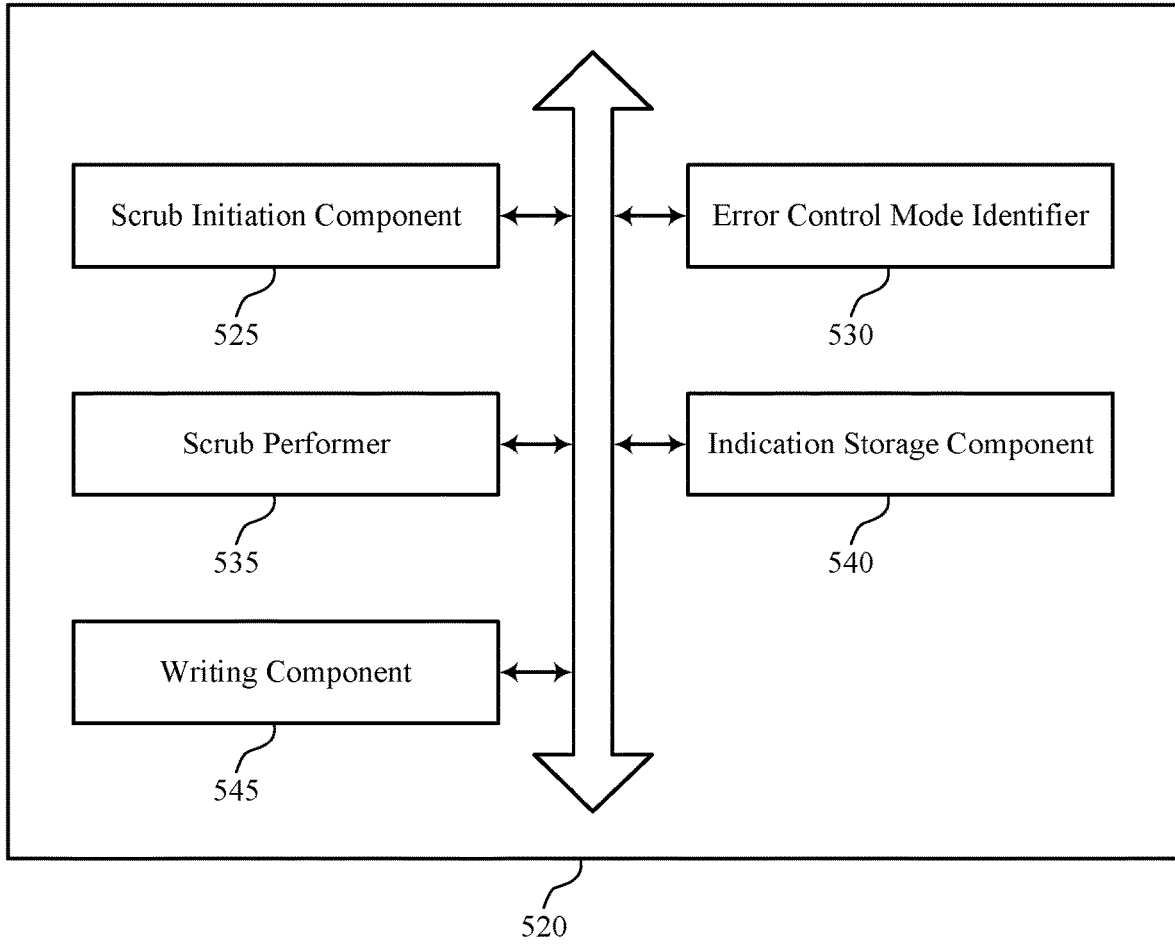 Scrub Initiation Component
525
Error Control Mode Identifier
530
Scrub Performer
535
Indication Storage Component
540
Writing Component
545
520